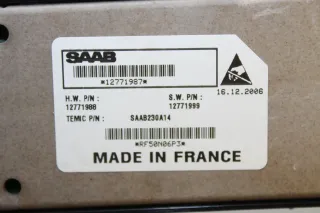 SAAB
*12771987*
16.12.2006
H.W. P/N : S.W. P/N :
12771988 12771999
TEMIC P/N : SAAB230A14
*RF50N06P3*
MADE IN FRANCE